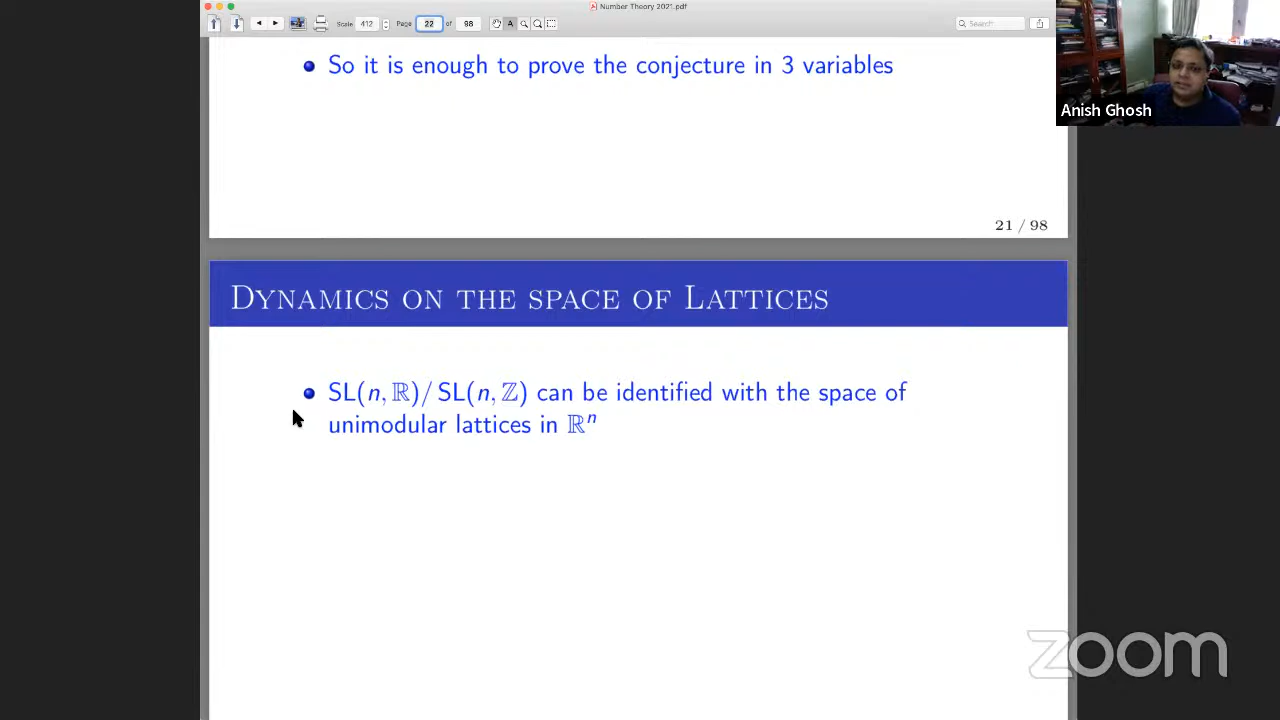 Number Theory 2021.pdf
Scale 412 Page 22 of 98 Search
So it is enough to prove the conjecture in 3 variables
Anish Ghosh
21 / 98
Dynamics on the space of Lattices
SL(n, ℝ)/ SL(n, ℤ) can be identified with the space of
unimodular lattices in ℝⁿ
zoom